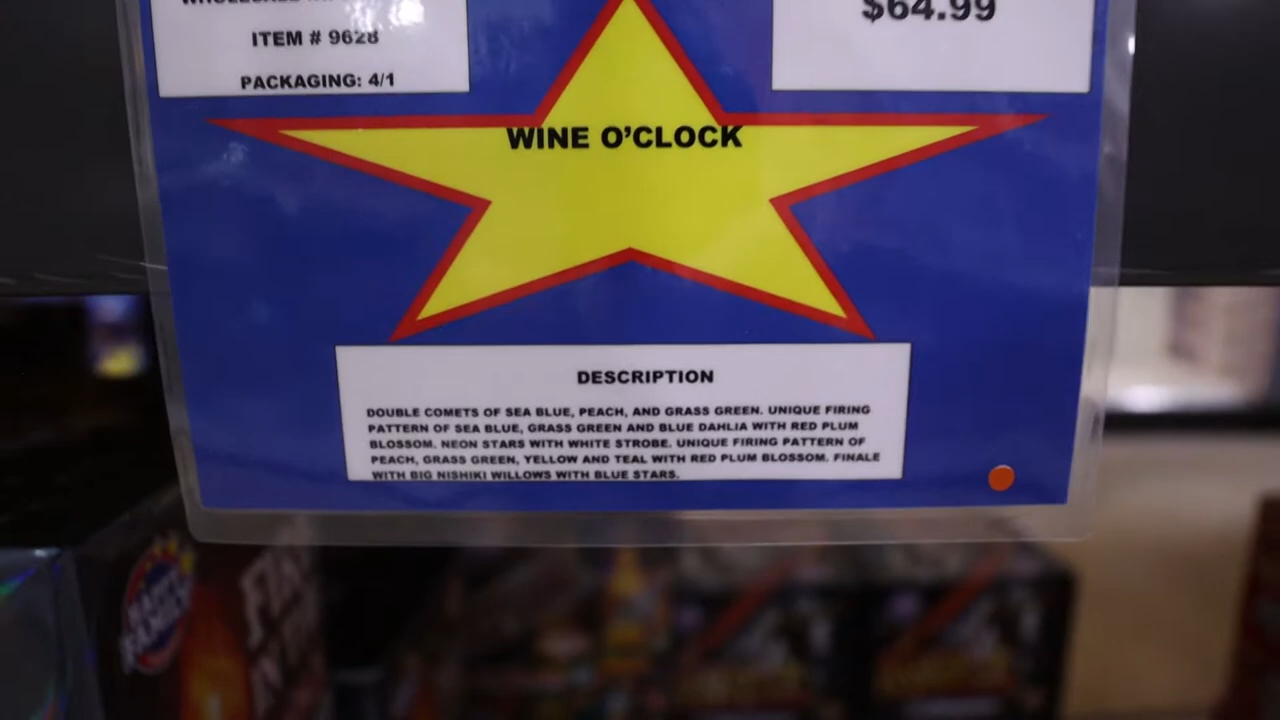 ITEM # 9628
PACKAGING: 4/1
$64.99
WINE O'CLOCK
DESCRIPTION
DOUBLE COMETS OF SEA BLUE, PEACH, AND GRASS GREEN. UNIQUE FIRING
PATTERN OF SEA BLUE, GRASS GREEN AND BLUE DAHLIA WITH RED PLUM
BLOSSOM. NEON STARS WITH WHITE STROBE. UNIQUE FIRING PATTERN OF
PEACH, GRASS GREEN, YELLOW AND TEAL WITH RED PLUM BLOSSOM. FINALE
WITH BIG NISHIKI WILLOWS WITH BLUE STARS.